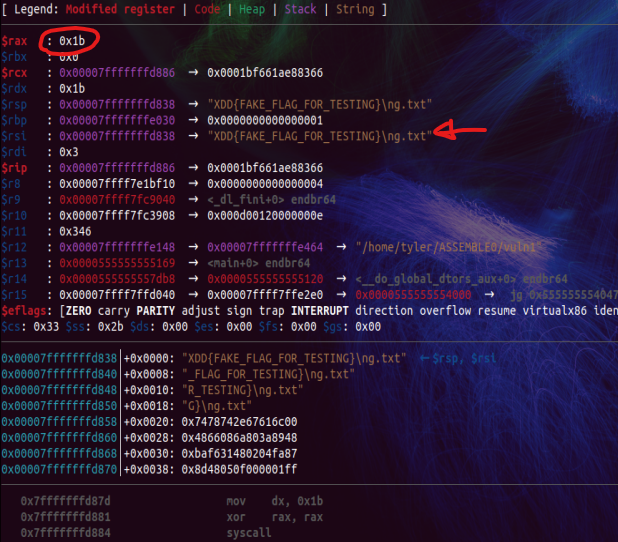 [ Legend: Modified register | Code | Heap | Stack | String ]
$rax : 0x1b
$rbx : 0x0
$rcx : 0x00007fffffffd886 → 0x0001bf661ae88366
$rdx : 0x1b
$rsp : 0x00007fffffffd838 → "XDD{FAKE_FLAG_FOR_TESTING}\ng.txt"
$rbp : 0x00007fffffffe030 → 0x0000000000000001
$rsi : 0x00007fffffffd838 → "XDD{FAKE_FLAG_FOR_TESTING}\ng.txt"
$rdi : 0x3
$rip : 0x00007fffffffd886 → 0x0001bf661ae88366
$r8 : 0x00007ffff7e1bf10 → 0x0000000000000004
$r9 : 0x00007ffff7fc9040 → <_dl_fini+0> endbr64
$r10 : 0x00007ffff7fc3908 → 0x000d00120000000e
$r11 : 0x346
$r12 : 0x00007fffffffe148 → 0x00007fffffffe464 → "/home/tyler/ASSEMBLE0/vuln1"
$r13 : 0x0000555555555169 → <main+0> endbr64
$r14 : 0x0000555555557db8 → 0x0000555555555120 → <__do_global_dtors_aux+0> endbr64
$r15 : 0x00007ffff7ffd040 → 0x00007ffff7ffe2e0 → 0x0000555555554000 → jg 0x555555554047
$eflags: [ZERO carry PARITY adjust sign trap INTERRUPT direction overflow resume virtualx86 iden
$cs: 0x33 $ss: 0x2b $ds: 0x00 $es: 0x00 $fs: 0x00 $gs: 0x00
0x00007fffffffd838│+0x0000: "XDD{FAKE_FLAG_FOR_TESTING}\ng.txt" ← $rsp, $rsi
0x00007fffffffd840│+0x0008: "_FLAG_FOR_TESTING}\ng.txt"
0x00007fffffffd848│+0x0010: "R_TESTING}\ng.txt"
0x00007fffffffd850│+0x0018: "G}\ng.txt"
0x00007fffffffd858│+0x0020: 0x7478742e67616c00
0x00007fffffffd860│+0x0028: 0x4866086a803a8948
0x00007fffffffd868│+0x0030: 0xbaf631480204fa87
0x00007fffffffd870│+0x0038: 0x8d48050f000001ff
0x7fffffffd87d mov dx, 0x1b
0x7fffffffd881 xor rax, rax
0x7fffffffd884 syscall